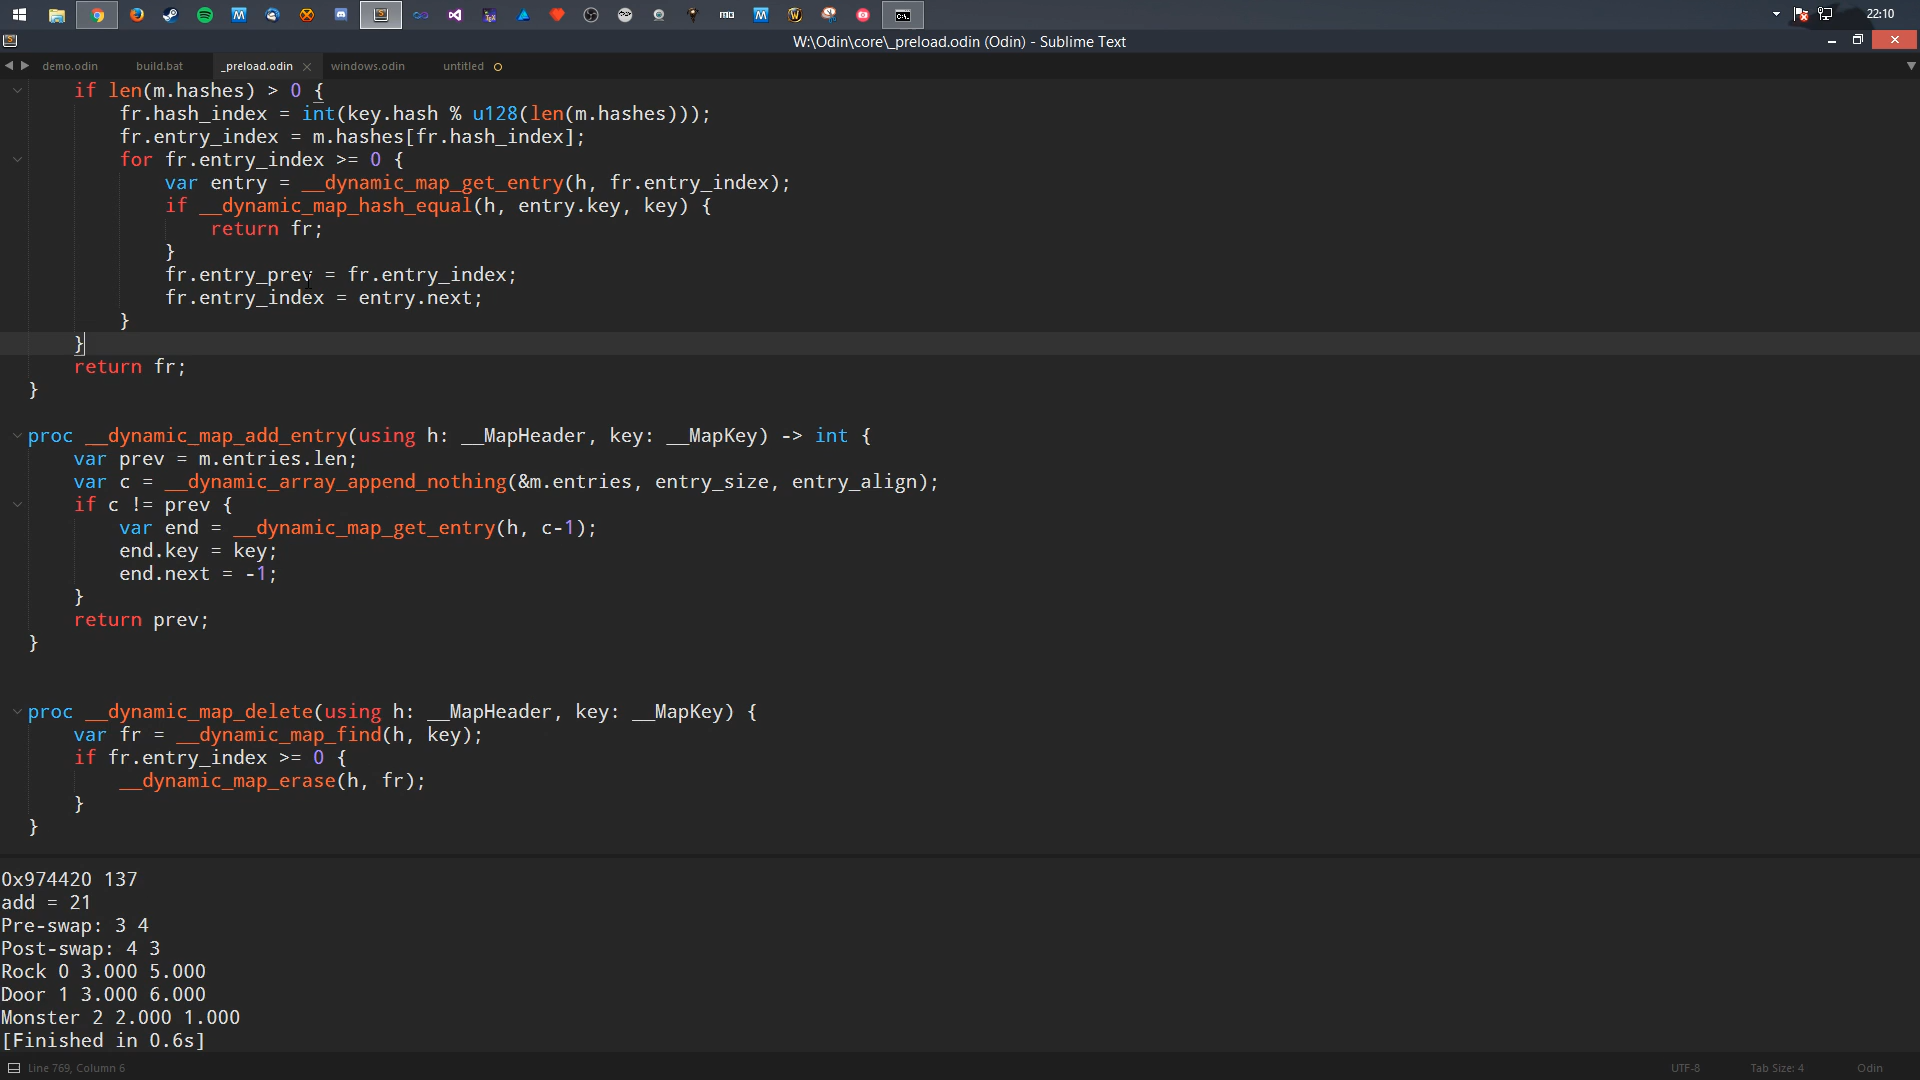 22:10
W:\Odin\core\_preload.odin (Odin) - Sublime Text
demo.odin build.bat _preload.odin windows.odin untitled
if len(m.hashes) > 0 {
fr.hash_index = int(key.hash % u128(len(m.hashes)));
fr.entry_index = m.hashes[fr.hash_index];
for fr.entry_index >= 0 {
var entry = __dynamic_map_get_entry(h, fr.entry_index);
if __dynamic_map_hash_equal(h, entry.key, key) {
return fr;
}
fr.entry_prev = fr.entry_index;
fr.entry_index = entry.next;
}
}
return fr;
}
proc __dynamic_map_add_entry(using h: __MapHeader, key: __MapKey) -> int {
var prev = m.entries.len;
var c = __dynamic_array_append_nothing(&m.entries, entry_size, entry_align);
if c != prev {
var end = __dynamic_map_get_entry(h, c-1);
end.key = key;
end.next = -1;
}
return prev;
}
proc __dynamic_map_delete(using h: __MapHeader, key: __MapKey) {
var fr = __dynamic_map_find(h, key);
if fr.entry_index >= 0 {
__dynamic_map_erase(h, fr);
}
}
0x974420 137
add = 21
Pre-swap: 3 4
Post-swap: 4 3
Rock 0 3.000 5.000
Door 1 3.000 6.000
Monster 2 2.000 1.000
[Finished in 0.6s]
Line 769, Column 6 UTF-8 Tab Size: 4 Odin